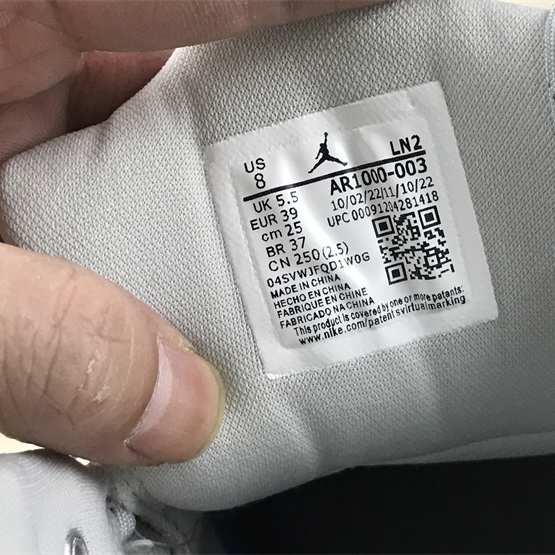 US
8
LN2
UK 5.5
AR1000-003
EUR 39
10/02/22 11/10/22
cm 25
UPC 00091204281418
BR 37
CN 250 (2.5)
04SVWJFQD1W0G
MADE IN CHINA
HECHO EN CHINA
FABRIQUE EN CHINE
FABRICADO NA CHINA
This product is covered by one or more patents:
www.nike.com/patentsvirtualmarking